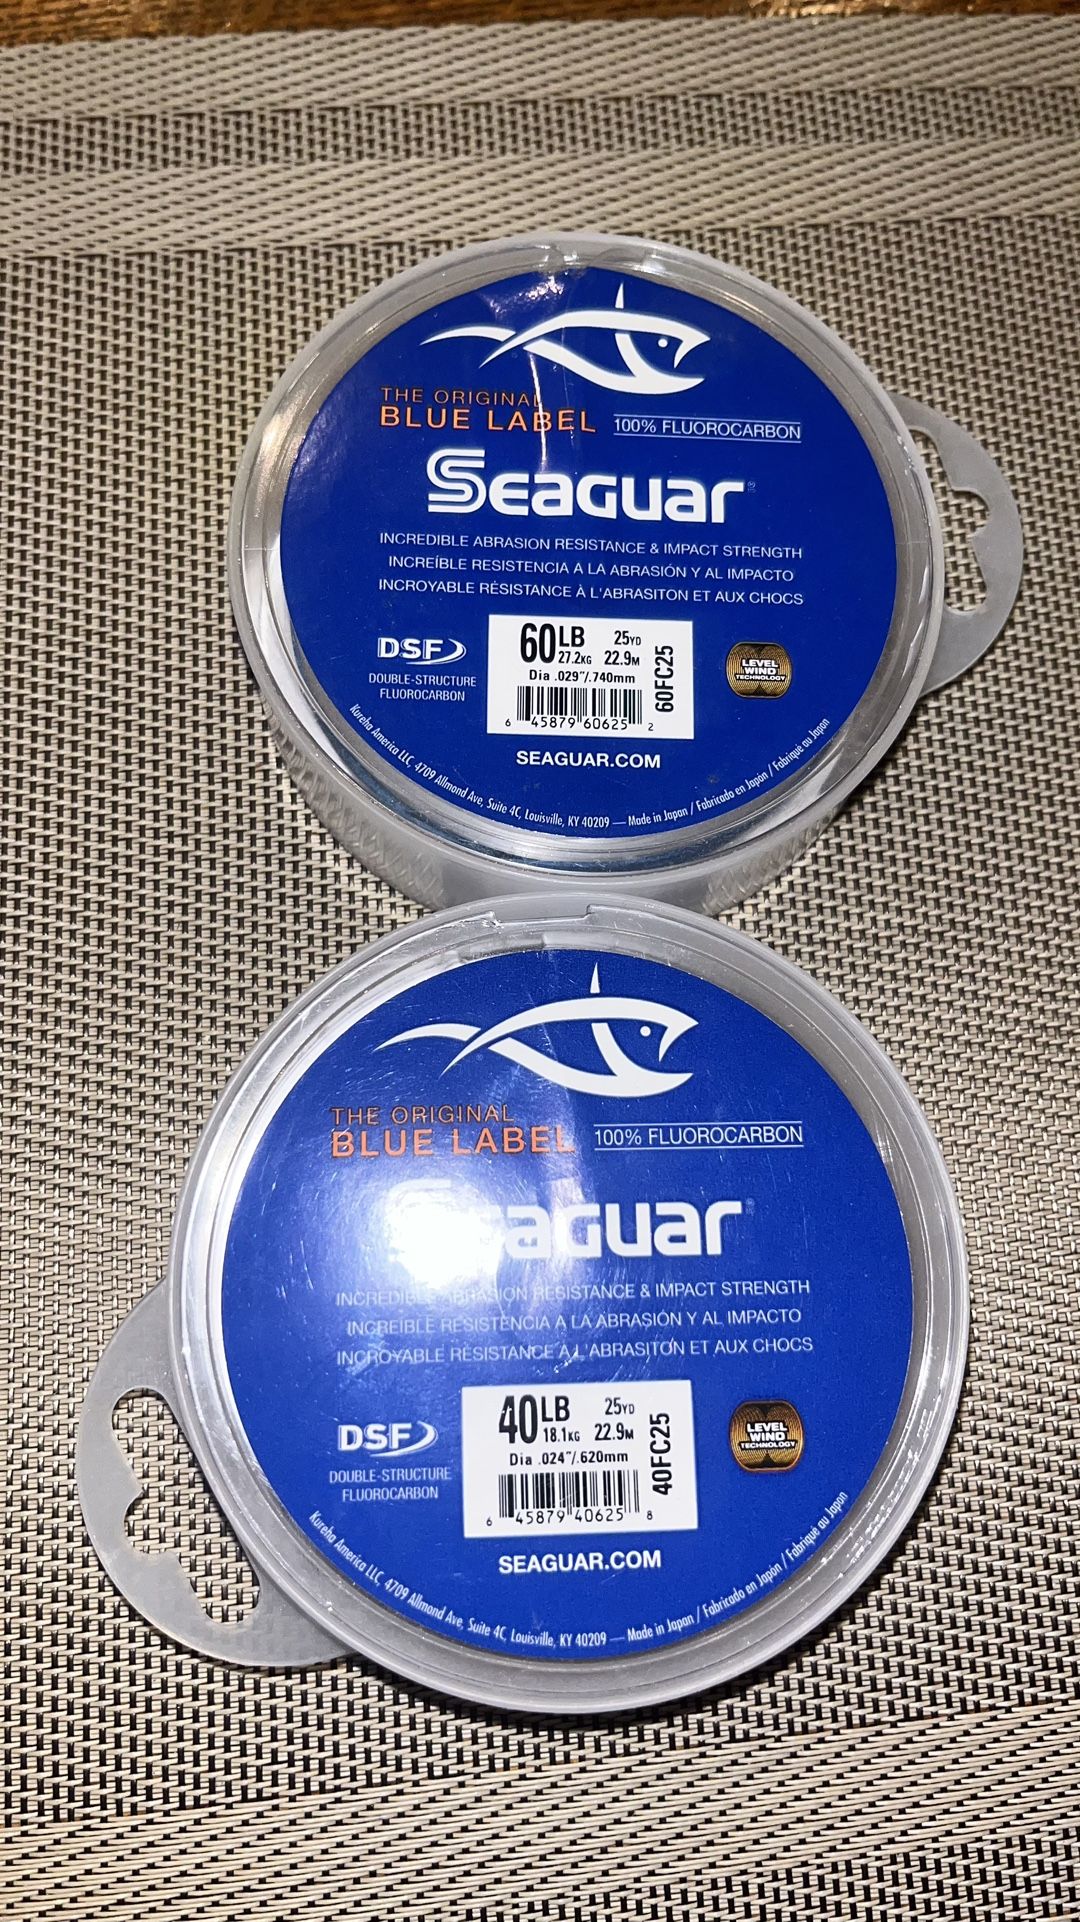 THE ORIGINAL
BLUE LABEL 100% FLUOROCARBON
SEAGUAR®
INCREDIBLE ABRASION RESISTANCE & IMPACT STRENGTH
INCREÍBLE RESISTENCIA A LA ABRASIÓN Y AL IMPACTO
INCROYABLE RÉSISTANCE À L'ABRASITON ET AUX CHOCS
DSF
DOUBLE-STRUCTURE
FLUOROCARBON
60LB 25YD
27.2KG 22.9M
Dia .029"/.740mm
60FC25
6 45879 60625 2
LEVEL
WIND
TECHNOLOGY
SEAGUAR.COM
Kureha America LLC, 4709 Allmond Ave, Suite 4C, Louisville, KY 40209 — Made in Japan / Fabricado en Japón / Fabriqué au Japon
THE ORIGINAL
BLUE LABEL 100% FLUOROCARBON
SEAGUAR®
INCREDIBLE ABRASION RESISTANCE & IMPACT STRENGTH
INCREÍBLE RESISTENCIA A LA ABRASIÓN Y AL IMPACTO
INCROYABLE RÉSISTANCE À L'ABRASITON ET AUX CHOCS
DSF
DOUBLE-STRUCTURE
FLUOROCARBON
40LB 25YD
18.1KG 22.9M
Dia .024"/.620mm
40FC25
6 45879 40625 8
LEVEL
WIND
TECHNOLOGY
SEAGUAR.COM
Kureha America LLC, 4709 Allmond Ave, Suite 4C, Louisville, KY 40209 — Made in Japan / Fabricado en Japón / Fabriqué au Japon